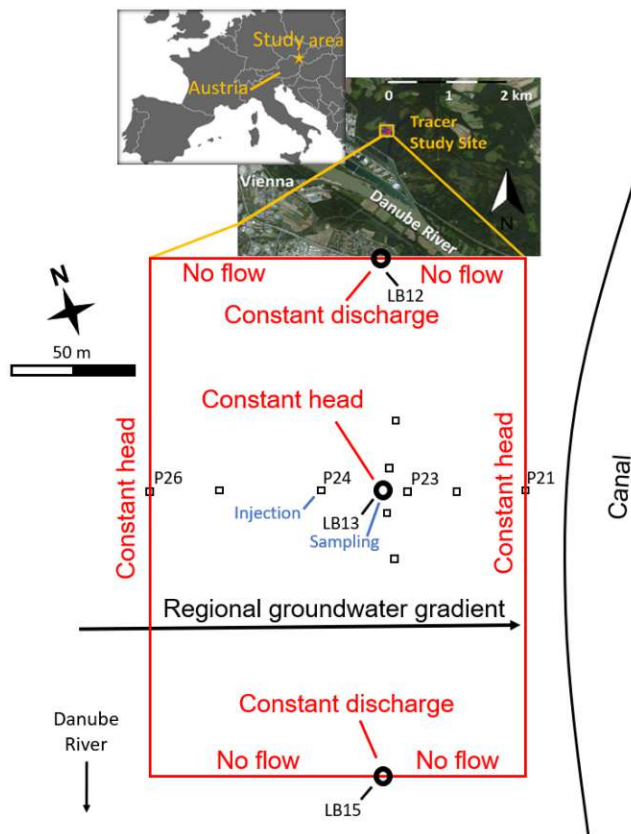 Study area
Austria
0 1 2 km
Tracer
Study Site
Vienna
Danube
River
N
N
50 m
No flow
No flow
LB12
Constant discharge
Constant head
Constant head
Constant head
P26
P24
P23
P21
Injection
LB13
Sampling
Canal
Regional groundwater gradient
Constant discharge
Danube
River
No flow
No flow
LB15